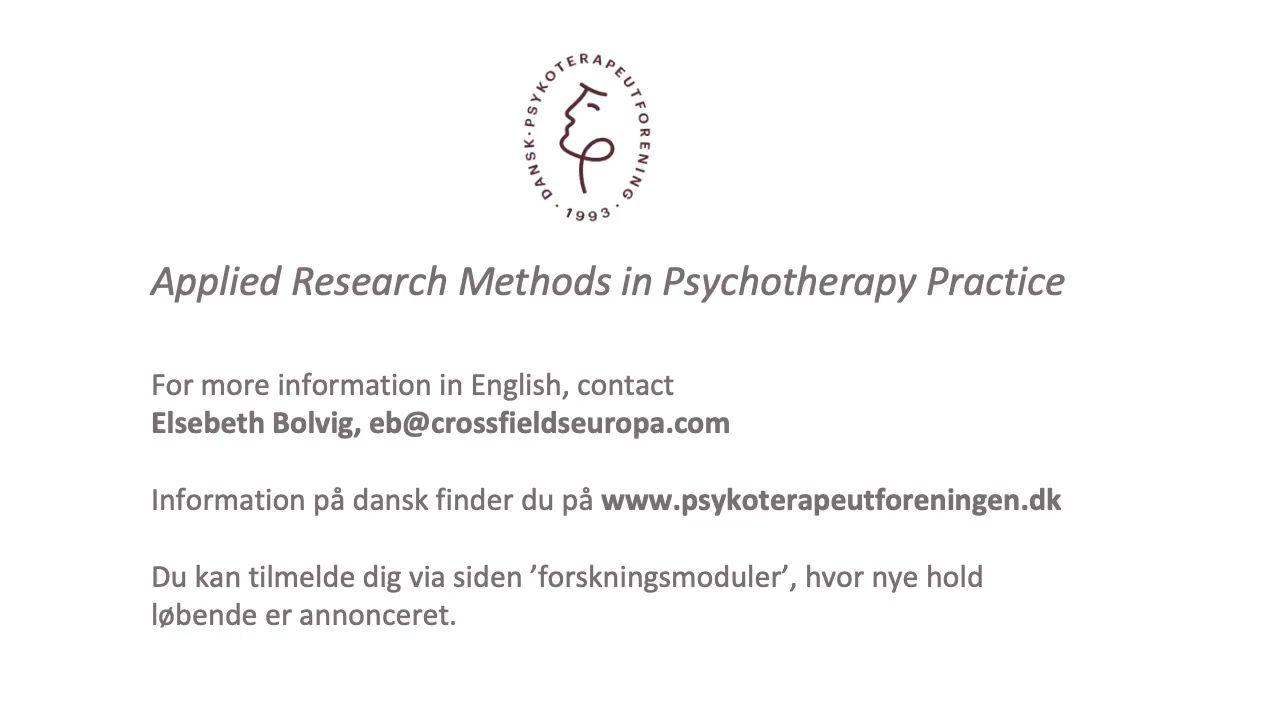 DANSK · PSYKOTERAPEUTFORENING · 1993 ·
Applied Research Methods in Psychotherapy Practice
For more information in English, contact
Elsebeth Bolvig, eb@crossfieldseuropa.com
Information på dansk finder du på www.psykoterapeutforeningen.dk
Du kan tilmelde dig via siden ’forskningsmoduler’, hvor nye hold
løbende er annonceret.